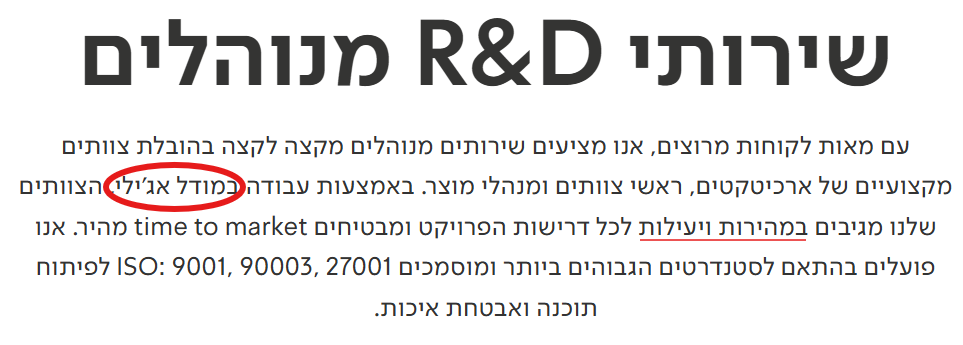 שירותי R&D מנוהלים
עם מאות לקוחות מרוצים, אנו מציעים שירותים מנוהלים מקצה לקצה בהובלת צוותים
מקצועיים של ארכיטקטים, ראשי צוותים ומנהלי מוצר. באמצעות עבודה במודל אג'ילי, הצוותים
שלנו מגיבים במהירות ויעילות לכל דרישות הפרויקט ומבטיחים time to market מהיר. אנו
פועלים בהתאם לסטנדרטים הגבוהים ביותר ומוסמכים ISO: 9001, 90003, 27001 לפיתוח
תוכנה ואבטחת איכות.